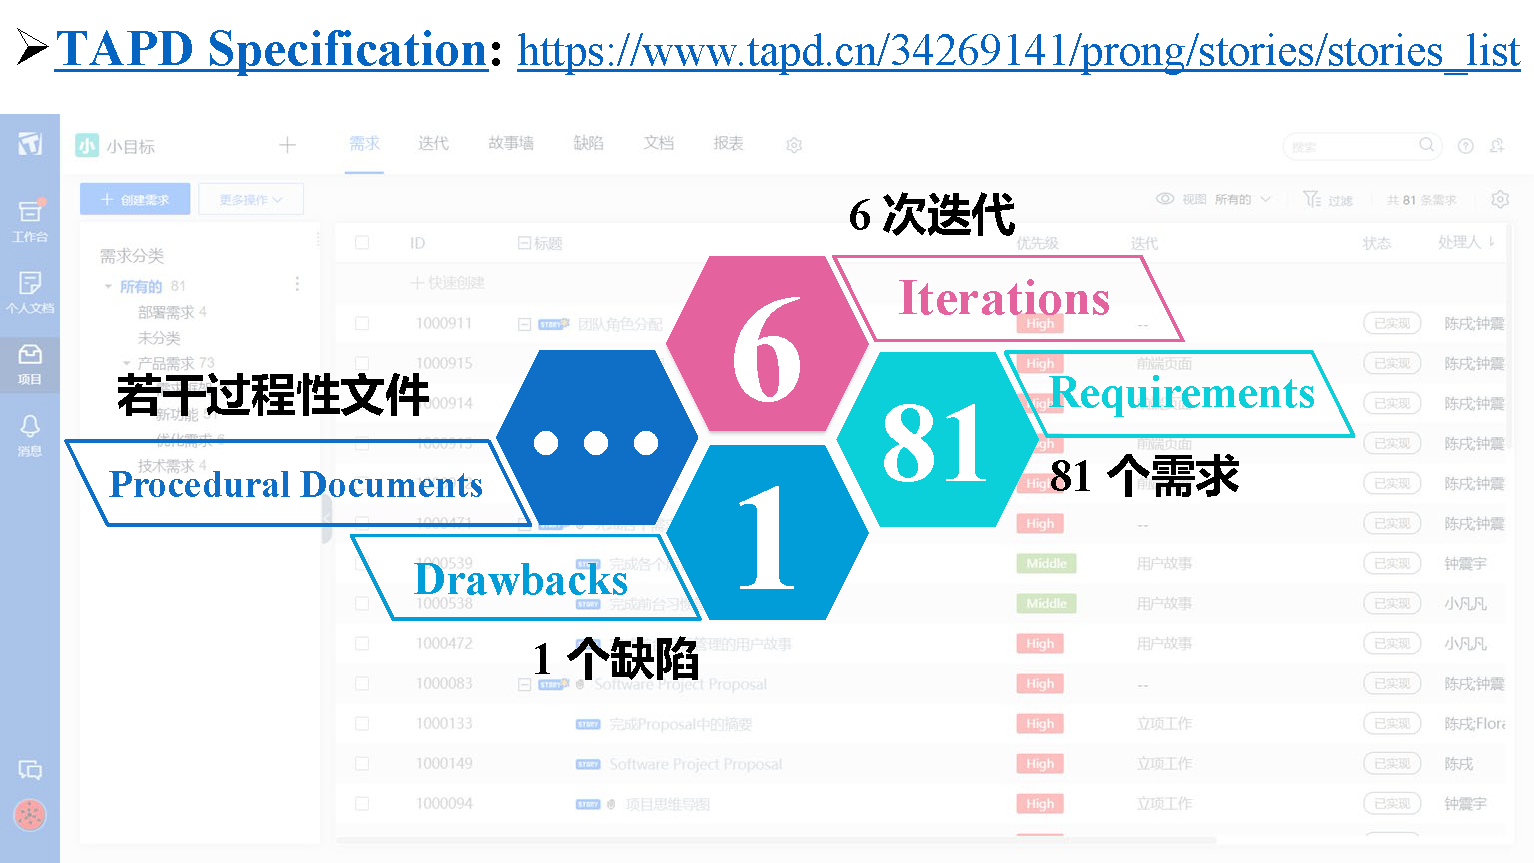 ➢TAPD Specification: https://www.tapd.cn/34269141/prong/stories/stories_list
小 小目标
需求 迭代 故事墙 缺陷 文档 报表
搜索
创建需求 更多操作
视图 所有的 过滤 共 81 条需求
工作台
个人文档
项目
消息
需求分类
所有的 81
部署需求 4
未分类
产品需求 73
新功能
优化需求 6
技术需求 4
ID 标题 优先级 迭代 状态 处理人
快速创建
1000911 STORY 团队角色分配 High -- 已实现 陈戌;钟震
1000915 High 前端页面 已实现 陈戌;钟震
000914 已实现 陈戌;钟震
High 前端页面 已实现 陈戌;钟震
High 已实现 陈戌;钟震
1000471 High -- 已实现 陈戌;钟震
1000539 STORY 完成各个 Middle 用户故事 已实现 钟震宇
1000538 STORY 完成前台习 Middle 用户故事 已实现 小凡凡
1000472 管理的用户故事 High 用户故事 已实现 小凡凡
1000083 STORY Software Project Proposal High -- 已实现 陈戌;钟震
1000133 STORY 完成Proposal中的摘要 High 立项工作 已实现 陈戌;Flora
1000149 STORY Software Project Proposal High 立项工作 已实现 陈戌
1000094 STORY 项目思维导图 High 立项工作 已实现 钟震宇
6 次迭代
6 Iterations
81 Requirements
81 个需求
若干过程性文件
Procedural Documents
•••
1
Drawbacks
1 个缺陷